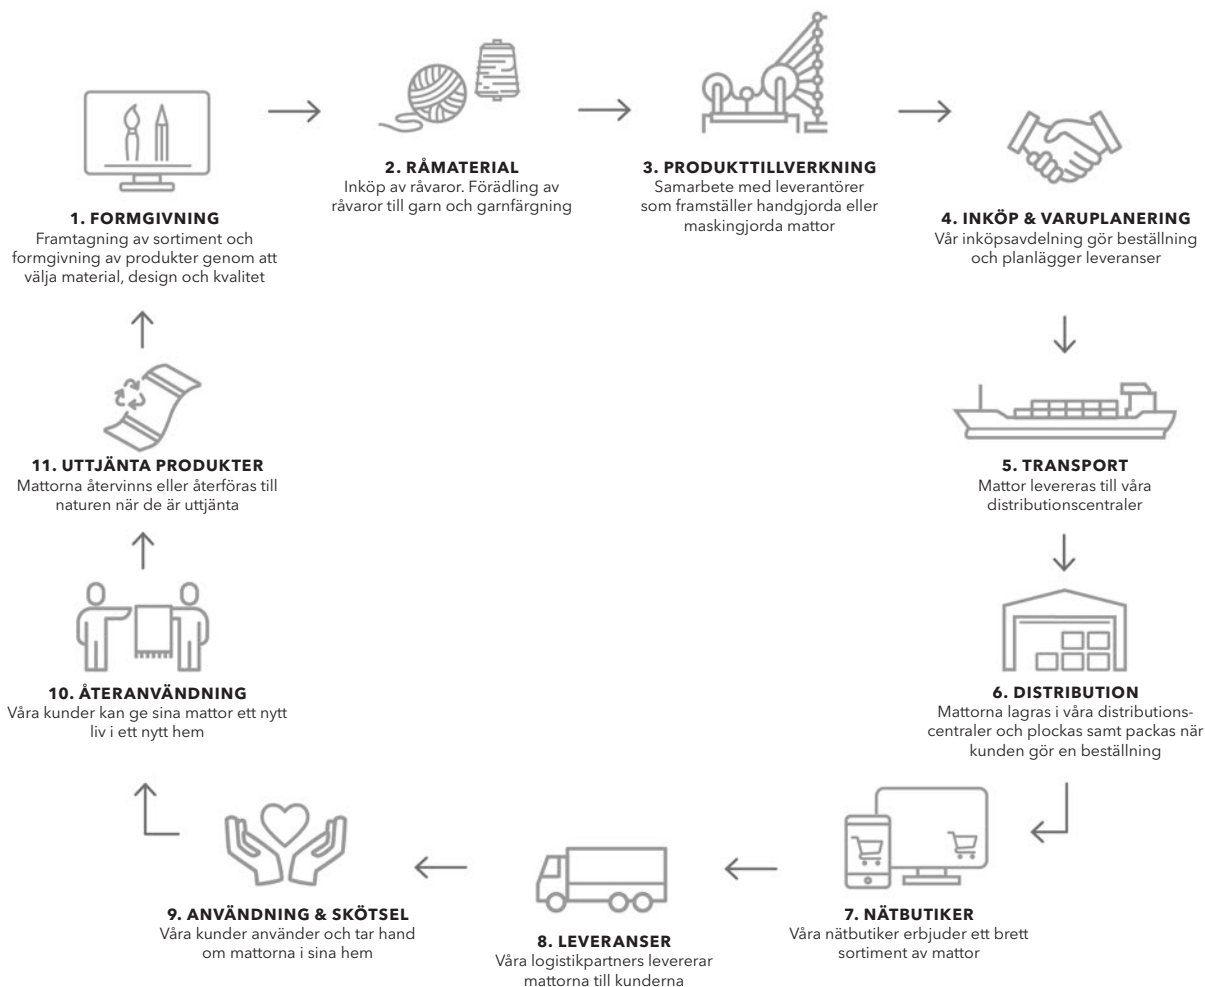 1. FORMGIVNING
Framtagning av sortiment och
formgivning av produkter genom att
välja material, design och kvalitet
2. RÅMATERIAL
Inköp av råvaror. Förädling av
råvaror till garn och garnfärgning
3. PRODUKTTILLVERKNING
Samarbete med leverantörer
som framställer handgjorda eller
maskingjorda mattor
4. INKÖP & VARUPLANERING
Vår inköpsavdelning gör beställning
och planlägger leveranser
5. TRANSPORT
Mattor levereras till våra
distributionscentraler
6. DISTRIBUTION
Mattorna lagras i våra distributions-
centraler och plockas samt packas när
kunden gör en beställning
7. NÄTBUTIKER
Våra nätbutiker erbjuder ett brett
sortiment av mattor
8. LEVERANSER
Våra logistikpartners levererar
mattorna till kunderna
9. ANVÄNDNING & SKÖTSEL
Våra kunder använder och tar hand
om mattorna i sina hem
10. ÅTERANVÄNDNING
Våra kunder kan ge sina mattor ett nytt
liv i ett nytt hem
11. UTTJÄNTA PRODUKTER
Mattorna återvinns eller återföras till
naturen när de är uttjänta